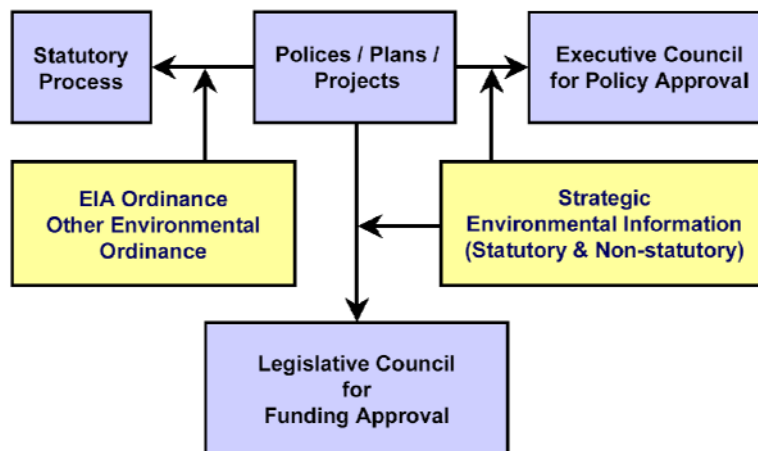 Statutory
Process
Polices / Plans /
Projects
Executive Council
for Policy Approval
EIA Ordinance
Other Environmental
Ordinance
Strategic
Environmental Information
(Statutory & Non-statutory)
Legislative Council
for
Funding Approval